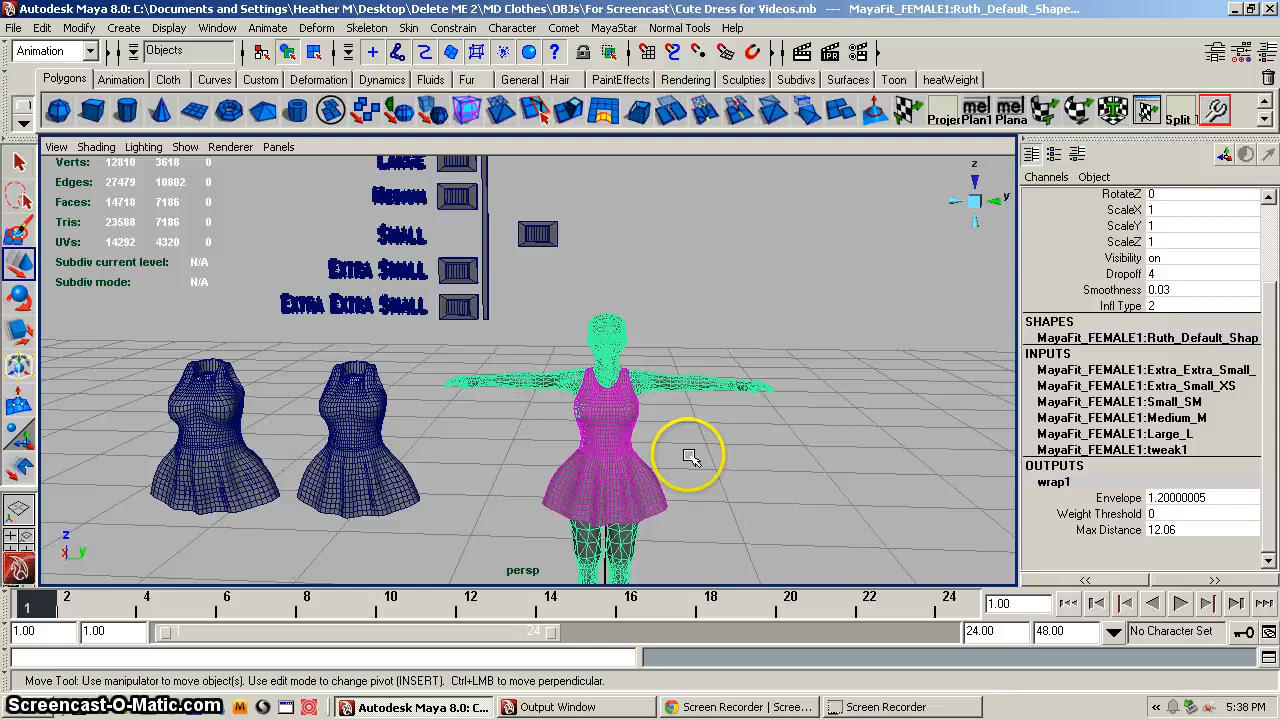 Autodesk Maya 8.0: C:\Documents and Settings\Heather M\Desktop\Delete ME 2\MD Clothes\OBJs\For Screencast\Cute Dress for Videos.mb --- MayaFit_FEMALE1:Ruth_Default_Shape...
File Edit Modify Create Display Window Animate Deform Skeleton Skin Constrain Character Comet MayaStar Normal Tools Help
Animation Objects
Polygons Animation Cloth Curves Custom Deformation Dynamics Fluids Fur General Hair PaintEffects Rendering Sculpties Subdivs Surfaces Toon heatWeight
Projec Plan1 Plana Split
View Shading Lighting Show Renderer Panels
Channels Object
Verts: 12810 3618 0
Edges: 27479 10802 0
Faces: 14718 7186 0
Tris: 23588 7186 0
UVs: 14292 4320 0
Subdiv current level: N/A
Subdiv mode: N/A
LARGE
MEDIUM
SMALL
EXTRA SMALL
EXTRA EXTRA SMALL
z
y
RotateZ 0
ScaleX 1
ScaleY 1
ScaleZ 1
Visibility on
Dropoff 4
Smoothness 0.03
Infl Type 2
SHAPES
MayaFit_FEMALE1:Ruth_Default_Shap
INPUTS
MayaFit_FEMALE1:Extra_Extra_Small_
MayaFit_FEMALE1:Extra_Small_XS
MayaFit_FEMALE1:Small_SM
MayaFit_FEMALE1:Medium_M
MayaFit_FEMALE1:Large_L
MayaFit_FEMALE1:tweak1
OUTPUTS
wrap1
Envelope 1.20000005
Weight Threshold 0
Max Distance 12.06
z
x y
persp
1 2 4 6 8 10 12 14 16 18 20 22 24 1.00
1.00 1.00 1 24 24.00 48.00 No Character Set
Move Tool: Use manipulator to move object(s). Use edit mode to change pivot (INSERT). Ctrl+LMB to move perpendicular.
Screencast-O-Matic.com
Autodesk Maya 8.0: C:... Output Window Screen Recorder | Scree... Screen Recorder 5:38 PM